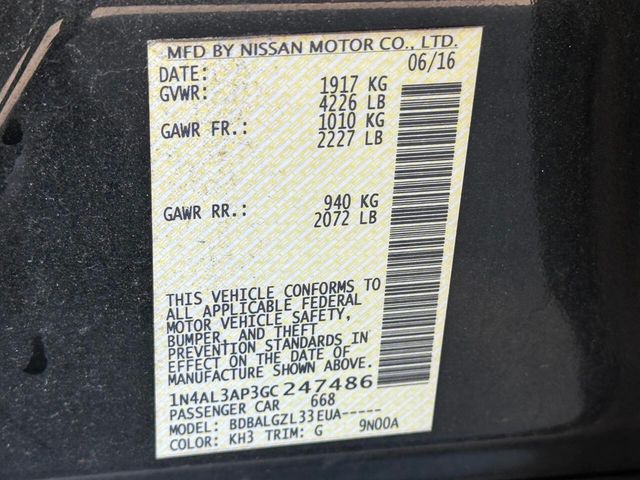 MFD BY NISSAN MOTOR CO., LTD.
DATE: 06/16
GVWR: 1917 KG
4226 LB
GAWR FR.: 1010 KG
2227 LB
GAWR RR.: 940 KG
2072 LB
THIS VEHICLE CONFORMS TO
ALL APPLICABLE FEDERAL
MOTOR VEHICLE SAFETY,
BUMPER, AND THEFT
PREVENTION STANDARDS IN
EFFECT ON THE DATE OF
MANUFACTURE SHOWN ABOVE.
1N4AL3AP3GC247486
PASSENGER CAR 668
MODEL: BDBALGZL33EUA-----
COLOR: KH3 TRIM: G 9N00A